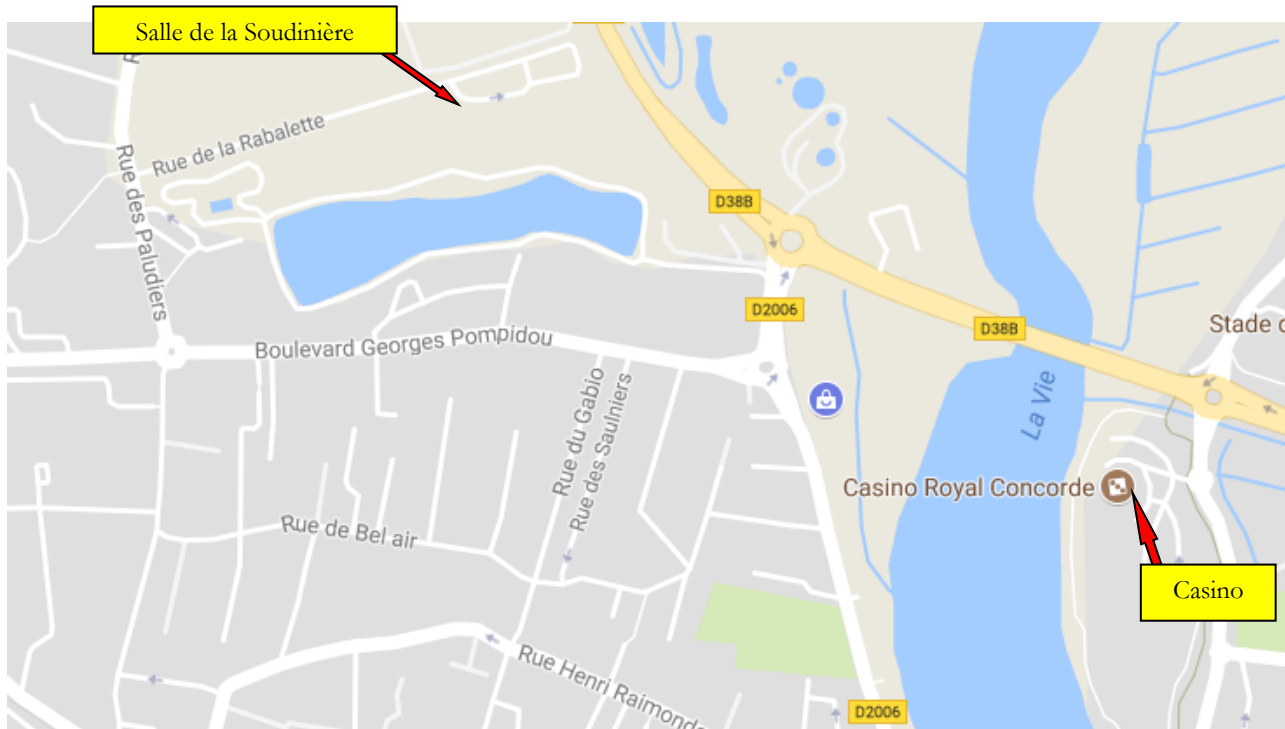 Salle de la Soudinière
Rue de la Rabalette
Rue des Paludiers
D38B
D2006
D38B
Stade
Boulevard Georges Pompidou
La Vie
Rue du Gabio
Rue des Saulniers
Casino Royal Concorde
Rue de Bel air
Casino
Rue Henri Raimond
D2006